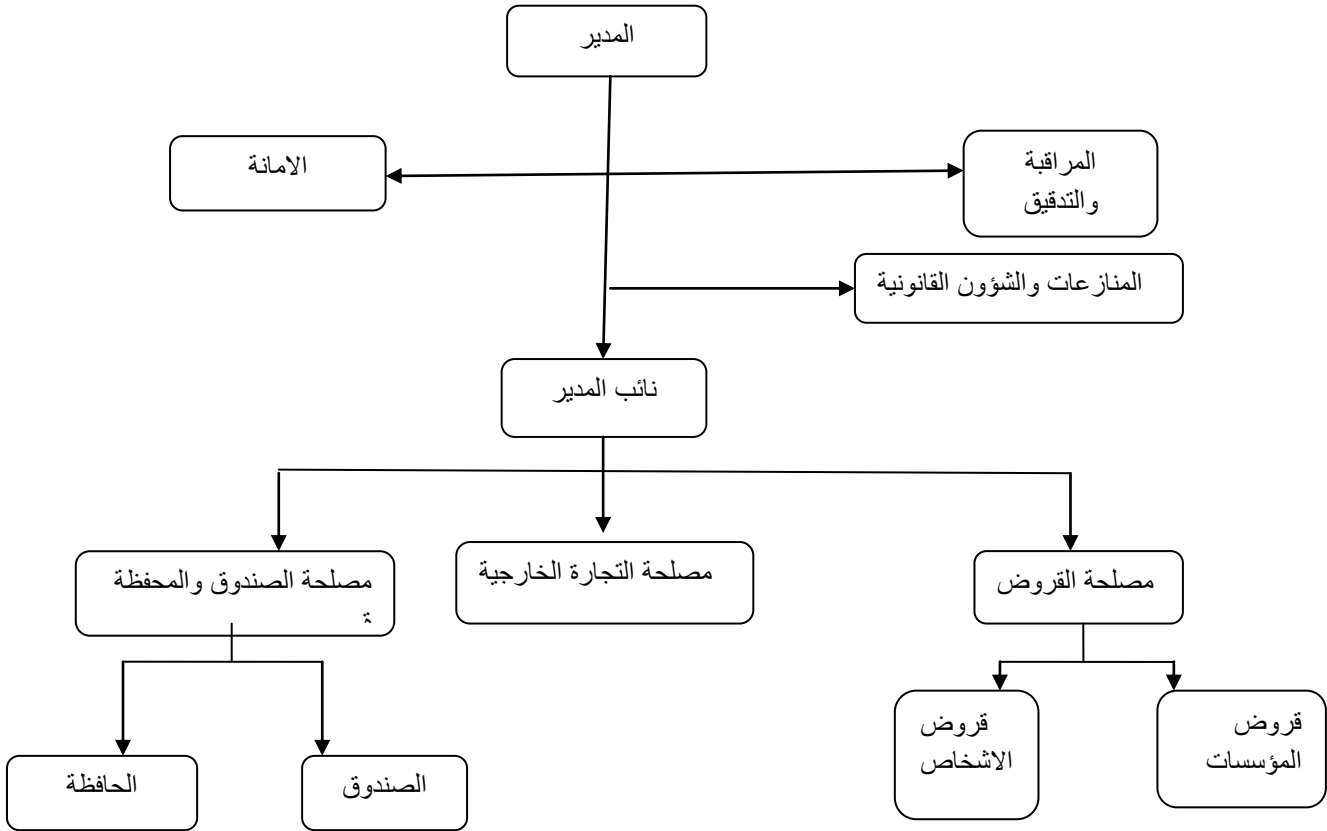 المدير
المراقبة
والتدقيق
الامانة
المنازعات والشؤون القانونية
نائب المدير
مصلحة القروض
مصلحة التجارة الخارجية
مصلحة الصندوق والمحفظة
ة
قروض
المؤسسات
قروض
الاشخاص
الصندوق
الحافظة